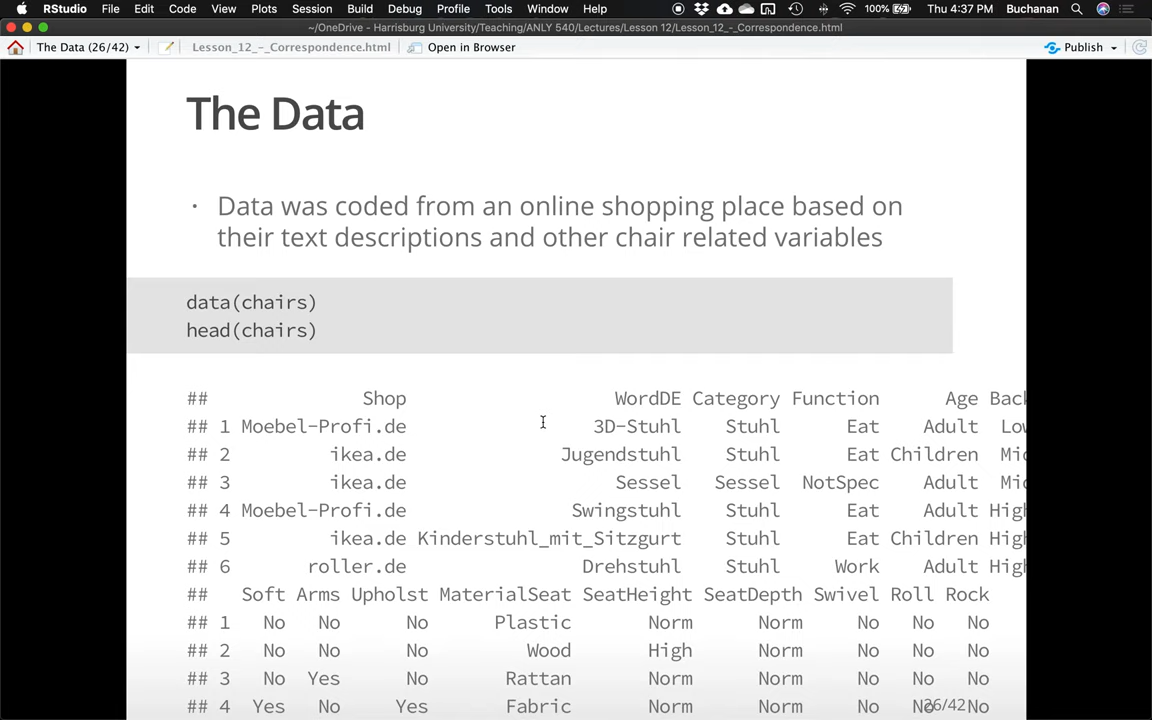 RStudio File Edit Code View Plots Session Build Debug Profile Tools Window Help 100% Thu 4:37 PM Buchanan
~/OneDrive - Harrisburg University/Teaching/ANLY 540/Lectures/Lesson 12/Lesson_12_-_Correspondence.html
The Data (26/42) Lesson_12_-_Correspondence.html Open in Browser Publish
The Data
· Data was coded from an online shopping place based on
their text descriptions and other chair related variables
data(chairs)
head(chairs)
## Shop WordDE Category Function Age Back
## 1 Moebel-Profi.de 3D-Stuhl Stuhl Eat Adult Low
## 2 ikea.de Jugendstuhl Stuhl Eat Children Mid
## 3 ikea.de Sessel Sessel NotSpec Adult Mid
## 4 Moebel-Profi.de Swingstuhl Stuhl Eat Adult High
## 5 ikea.de Kinderstuhl_mit_Sitzgurt Stuhl Eat Children High
## 6 roller.de Drehstuhl Stuhl Work Adult High
## Soft Arms Upholst MaterialSeat SeatHeight SeatDepth Swivel Roll Rock
## 1 No No No Plastic Norm Norm No No No
## 2 No No No Wood High Norm No No No
## 3 No Yes No Rattan Norm Norm No No No
## 4 Yes No Yes Fabric Norm Norm No No No
26/42